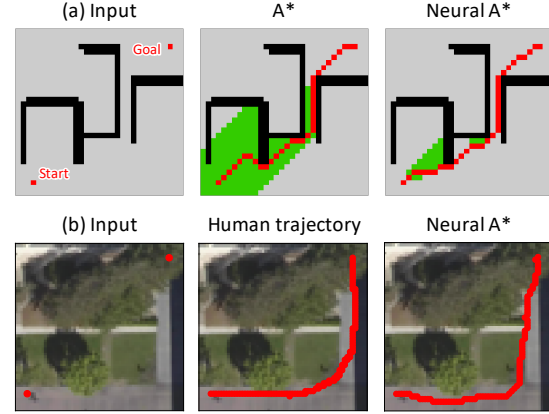 (a) Input
A*
Neural A*
Goal
Start
(b) Input
Human trajectory
Neural A*